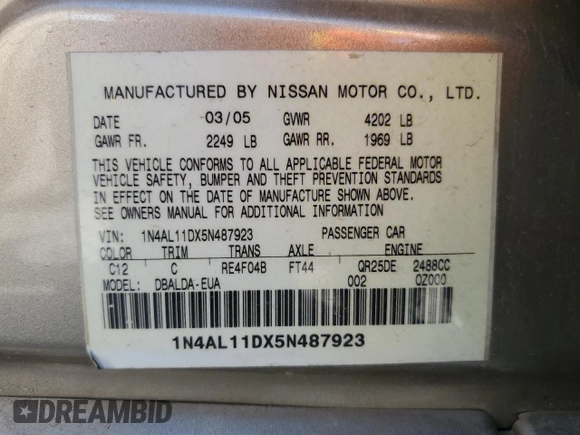 MANUFACTURED BY NISSAN MOTOR CO., LTD.
DATE 03/05 GVWR 4202 LB
GAWR FR. 2249 LB GAWR RR. 1969 LB
THIS VEHICLE CONFORMS TO ALL APPLICABLE FEDERAL MOTOR
VEHICLE SAFETY, BUMPER AND THEFT PREVENTION STANDARDS
IN EFFECT ON THE DATE OF MANUFACTURE SHOWN ABOVE.
SEE OWNERS MANUAL FOR ADDITIONAL INFORMATION
VIN: 1N4AL11DX5N487923 PASSENGER CAR
COLOR TRIM TRANS AXLE ENGINE
C12 C RE4F04B FT44 QR25DE 2488CC
MODEL: DBALDA-EUA 002 0Z000
1N4AL11DX5N487923
DREAMBID